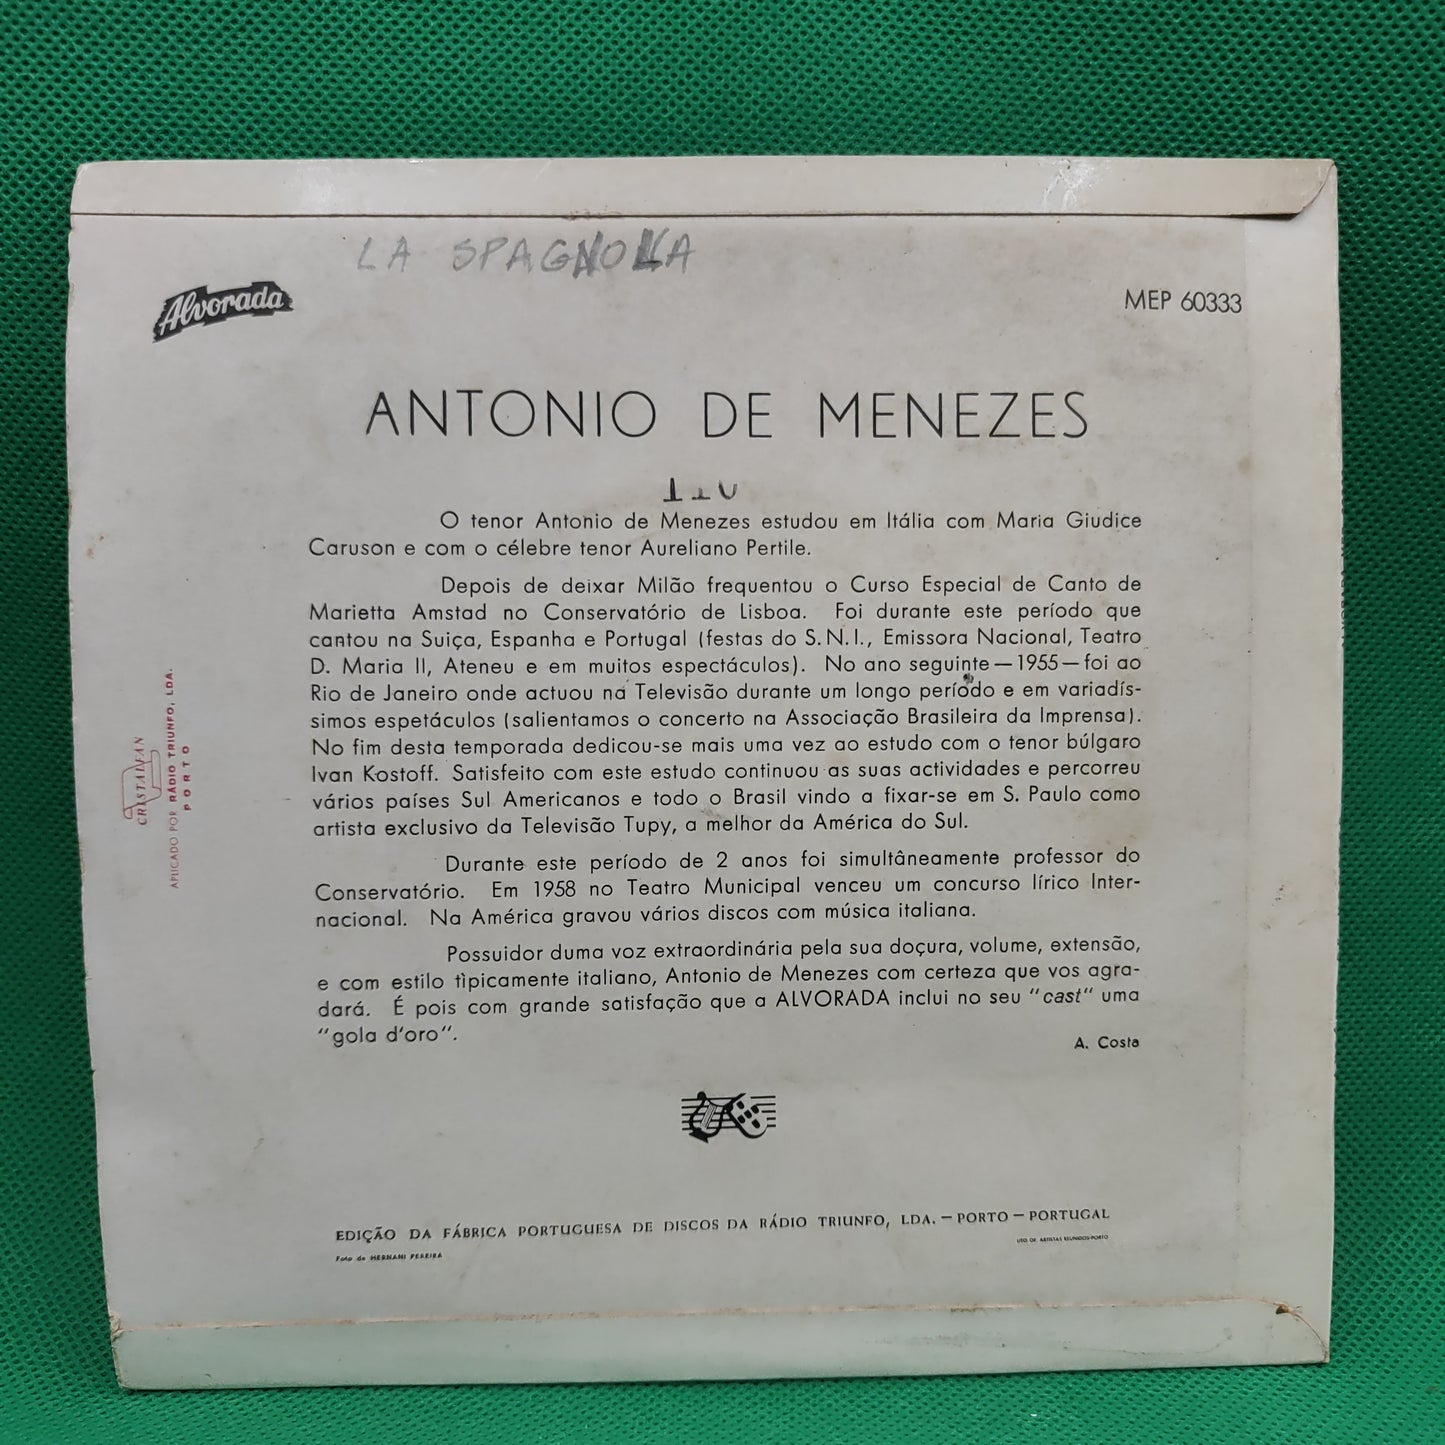 LA SPAGNOLA
Alvorada
MEP 60333
ANTONIO DE MENEZES
O tenor Antonio de Menezes estudou em Itália com Maria Giudice
Caruson e com o célebre tenor Aureliano Pertile.
Depois de deixar Milão frequentou o Curso Especial de Canto de
Marietta Amstad no Conservatório de Lisboa. Foi durante este período que
cantou na Suiça, Espanha e Portugal (festas do S.N.I., Emissora Nacional, Teatro
D. Maria II, Ateneu e em muitos espectáculos). No ano seguinte—1955—foi ao
Rio de Janeiro onde actuou na Televisão durante um longo período e em variadís-
simos espetáculos (salientamos o concerto na Associação Brasileira da Imprensa).
No fim desta temporada dedicou-se mais uma vez ao estudo com o tenor búlgaro
Ivan Kostoff. Satisfeito com este estudo continuou as suas actividades e percorreu
vários países Sul Americanos e todo o Brasil vindo a fixar-se em S. Paulo como
artista exclusivo da Televisão Tupy, a melhor da América do Sul.
Durante este período de 2 anos foi simultâneamente professor do
Conservatório. Em 1958 no Teatro Municipal venceu um concurso lírico Inter-
nacional. Na América gravou vários discos com música italiana.
Possuidor duma voz extraordinária pela sua doçura, volume, extensão,
e com estilo tìpicamente italiano, Antonio de Menezes com certeza que vos agra-
dará. É pois com grande satisfação que a ALVORADA inclui no seu "cast" uma
"gola d'oro".
A. Costa
CRISTALFAN
APLICADO POR RÁDIO TRIUNFO, LDA.
PORTO
EDIÇÃO DA FÁBRICA PORTUGUESA DE DISCOS DA RÁDIO TRIUNFO, LDA. — PORTO — PORTUGAL
Foto de HERNANI PEREIRA
LITO DE ARTISTAS REUNIDOS-PORTO